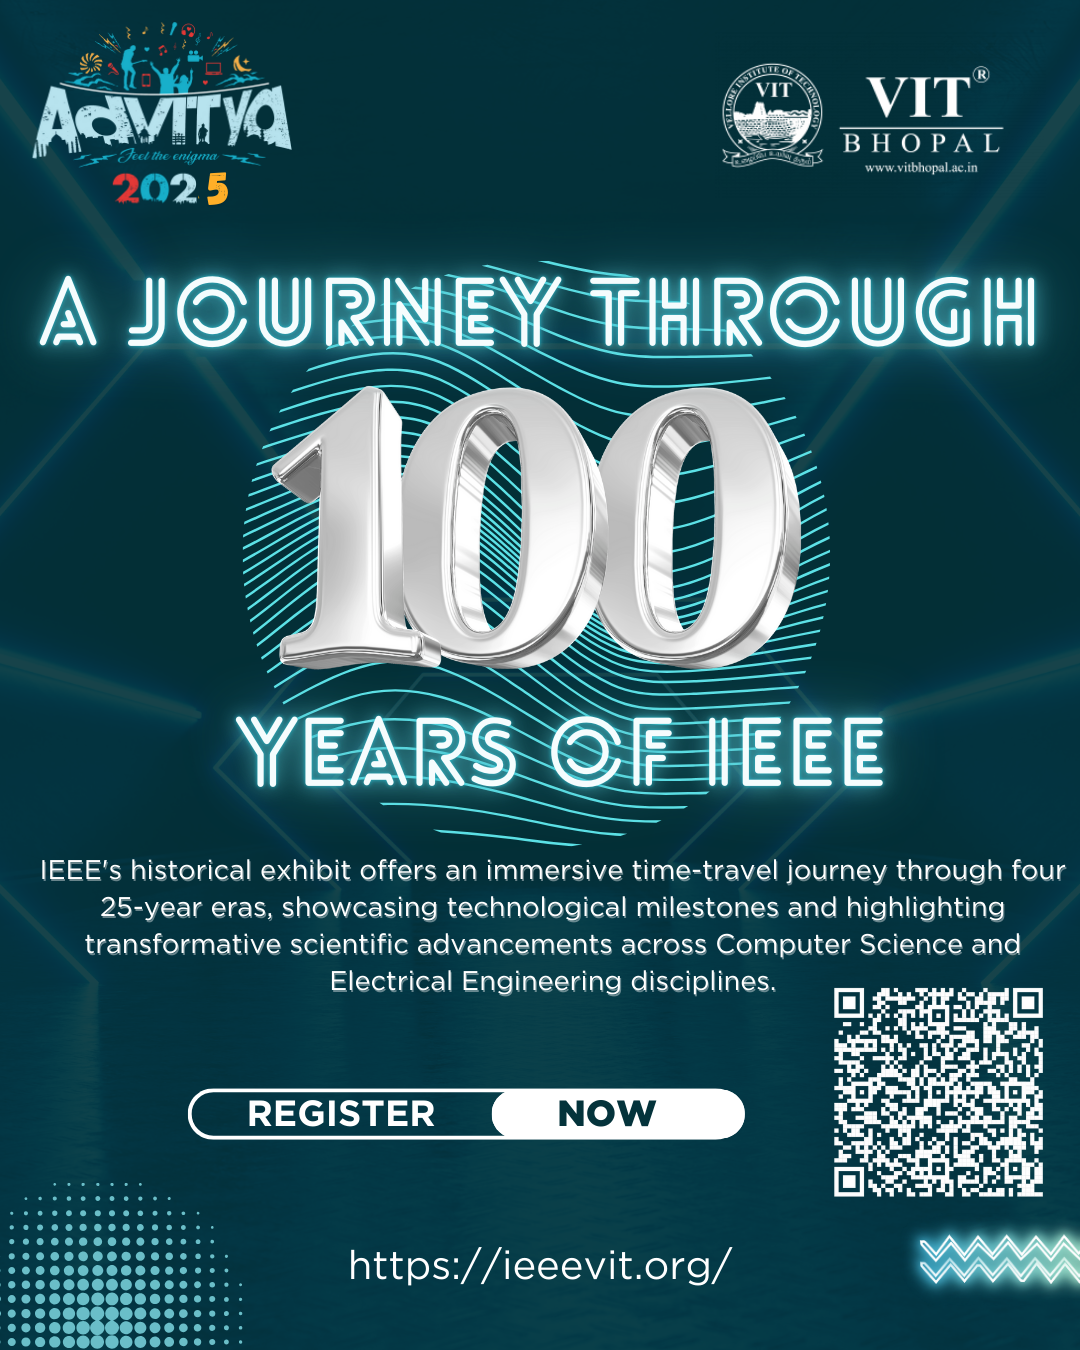 AdVITYA
Feel the enigma
2025
VELLORE INSTITUTE OF TECHNOLOGY
VIT
VIT®
BHOPAL
www.vitbhopal.ac.in
A JOURNEY THROUGH
100
YEARS OF IEEE
IEEE's historical exhibit offers an immersive time-travel journey through four
25-year eras, showcasing technological milestones and highlighting
transformative scientific advancements across Computer Science and
Electrical Engineering disciplines.
REGISTER NOW
https://ieeevit.org/